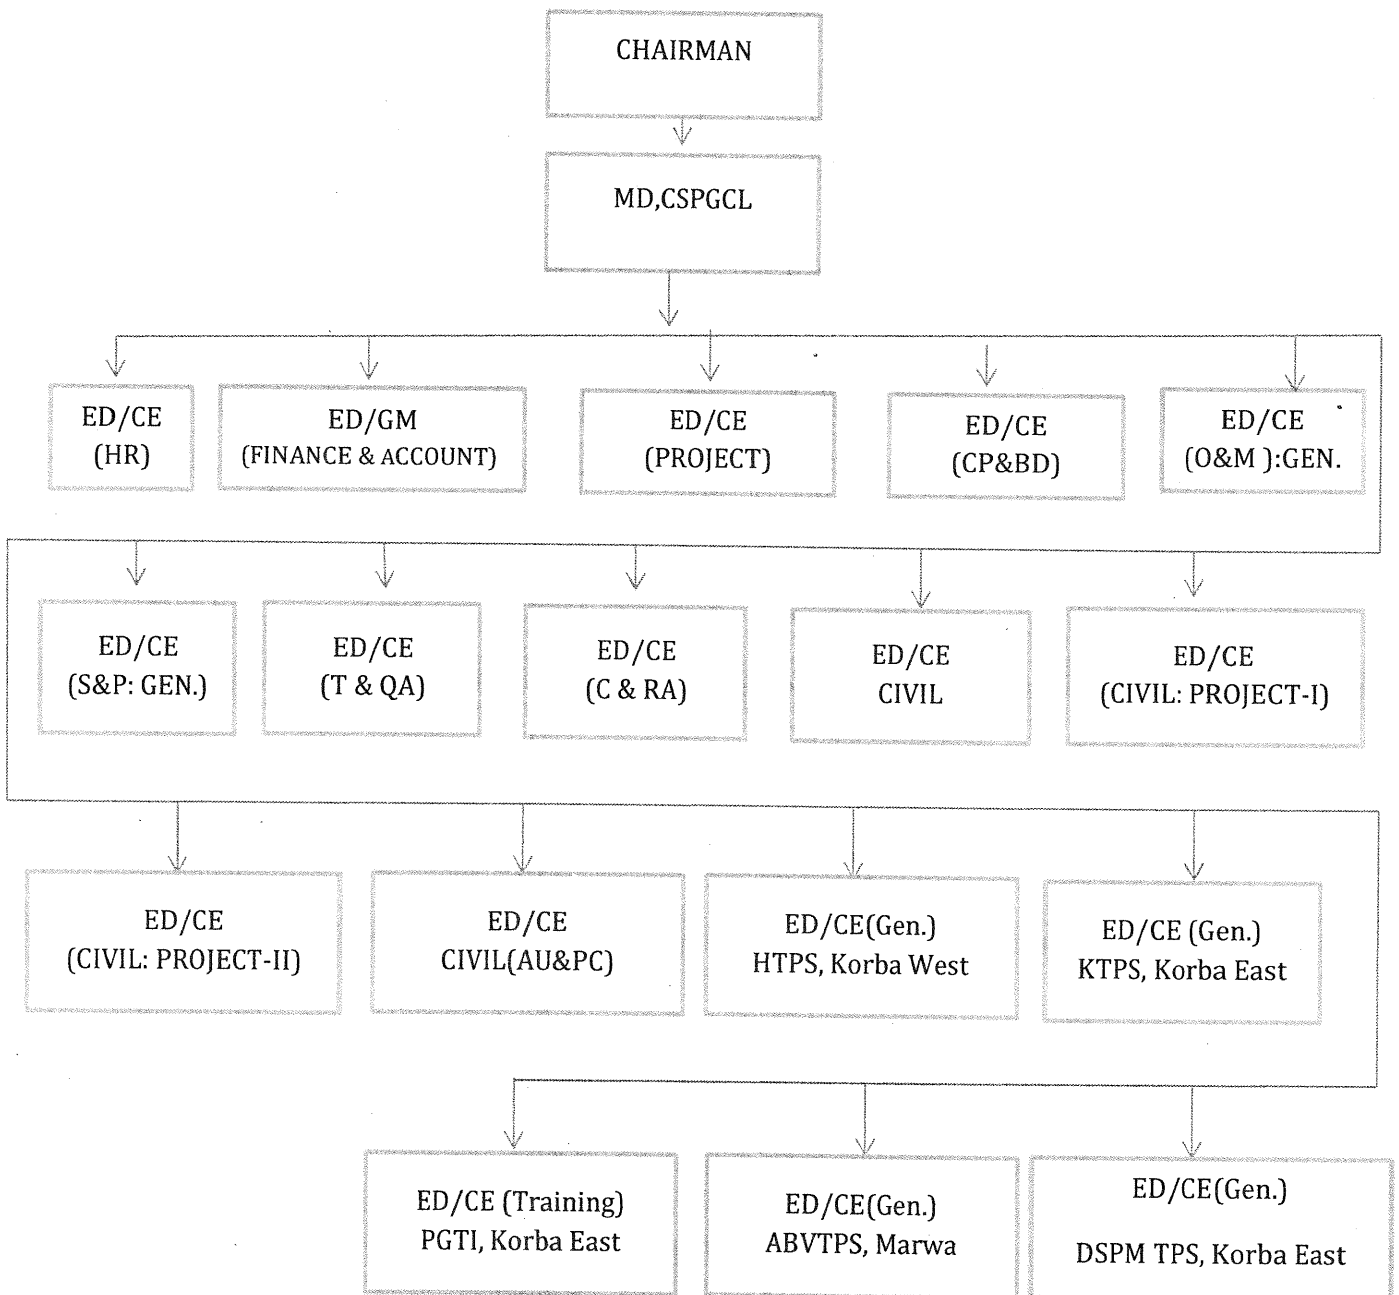 CHAIRMAN
MD,CSPGCL
ED/CE
(HR)
ED/GM
(FINANCE & ACCOUNT)
ED/CE
(PROJECT)
ED/CE
(CP&BD)
ED/CE
(O&M ):GEN.
ED/CE
(S&P: GEN.)
ED/CE
(T & QA)
ED/CE
(C & RA)
ED/CE
CIVIL
ED/CE
(CIVIL: PROJECT-I)
ED/CE
(CIVIL: PROJECT-II)
ED/CE
CIVIL(AU&PC)
ED/CE(Gen.)
HTPS, Korba West
ED/CE (Gen.)
KTPS, Korba East
ED/CE (Training)
PGTI, Korba East
ED/CE(Gen.)
ABVTPS, Marwa
ED/CE(Gen.)
DSPM TPS, Korba East